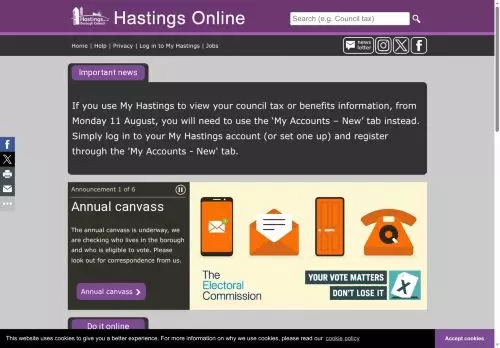 Hastings
Borough Council
Hastings Online
Search (e.g. Council tax)
Home | Help | Privacy | Log in to My Hastings | Jobs
news
letter
Important news
If you use My Hastings to view your council tax or benefits information, from
Monday 11 August, you will need to use the ‘My Accounts – New’ tab instead.
Simply log in to your My Hastings account (or set one up) and register
through the 'My Accounts - New' tab.
Announcement 1 of 6
Annual canvass
The annual canvass is underway, we
are checking who lives in the borough
and who is eligible to vote. Please
look out for correspondence from us.
Annual canvass ❯
The
Electoral
Commission
YOUR VOTE MATTERS
DON'T LOSE IT
Do it online
This website uses cookies to give you a better experience. For more information on why we use cookies, please read our cookie policy
Accept cookies